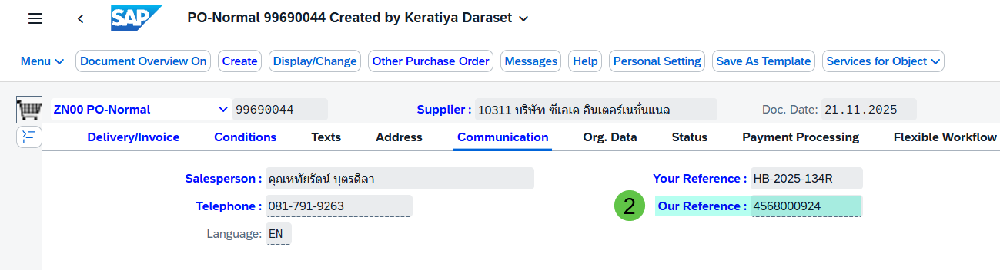 SAP PO-Normal 99690044 Created by Keratiya Daraset
Menu Document Overview On Create Display/Change Other Purchase Order Messages Help Personal Setting Save As Template Services for Object
ZN00 PO-Normal 99690044 Supplier : 10311 บริษัท ซีเอเค อินเตอร์เนชั่นแนล Doc. Date: 21.11.2025
Delivery/Invoice Conditions Texts Address Communication Org. Data Status Payment Processing Flexible Workflow
Salesperson : คุณหทัยรัตน์ บุตรดีลา Your Reference : HB-2025-134R
Telephone : 081-791-9263 2 Our Reference : 4568000924
Language: EN